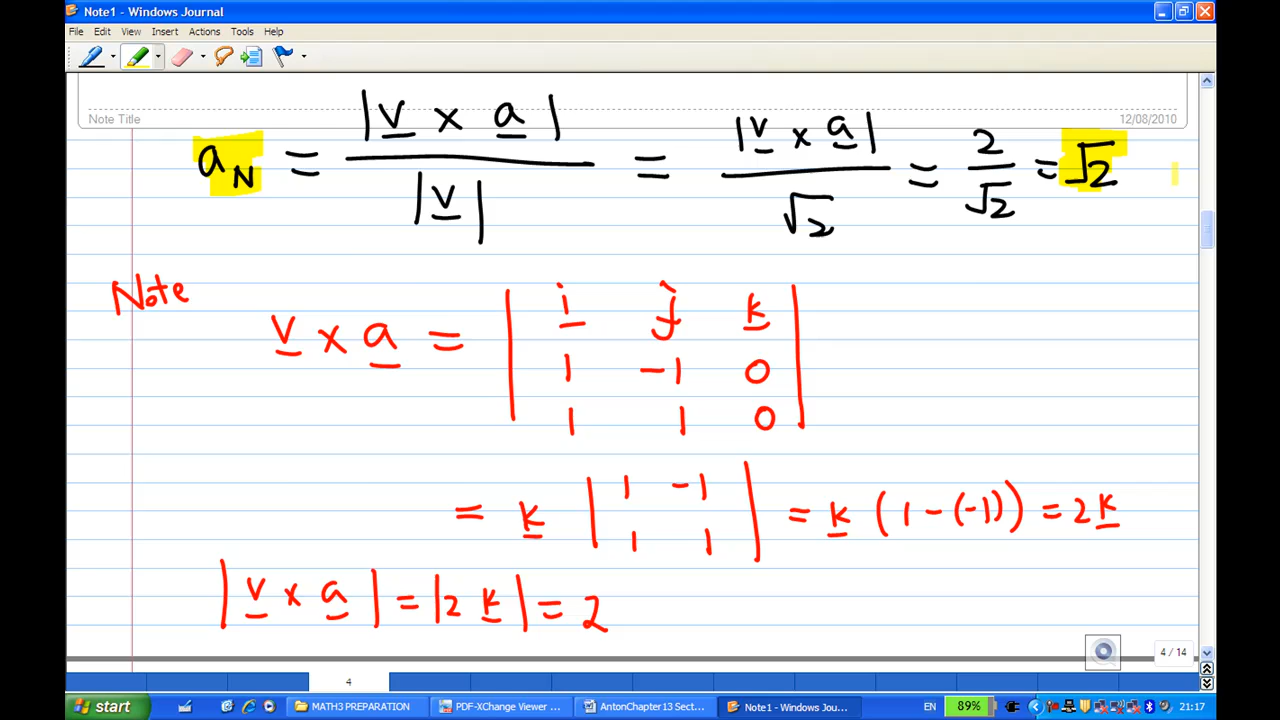 Note1 - Windows Journal
File Edit View Insert Actions Tools Help
Note Title
12/08/2010
a_N = |v × a| / |v| = |v × a| / √2 = 2 / √2 = √2
Note
v × a = | i j k |
| 1 -1 0 |
| 1 1 0 |
= k | 1 -1 | = k (1 - (-1)) = 2k
| 1 1 |
|v × a| = |2 k| = 2
4 / 14
4
start
MATH3 PREPARATION
PDF-XChange Viewer ...
AntonChapter13 Sect...
Note1 - Windows Jou...
EN
89%
21:17